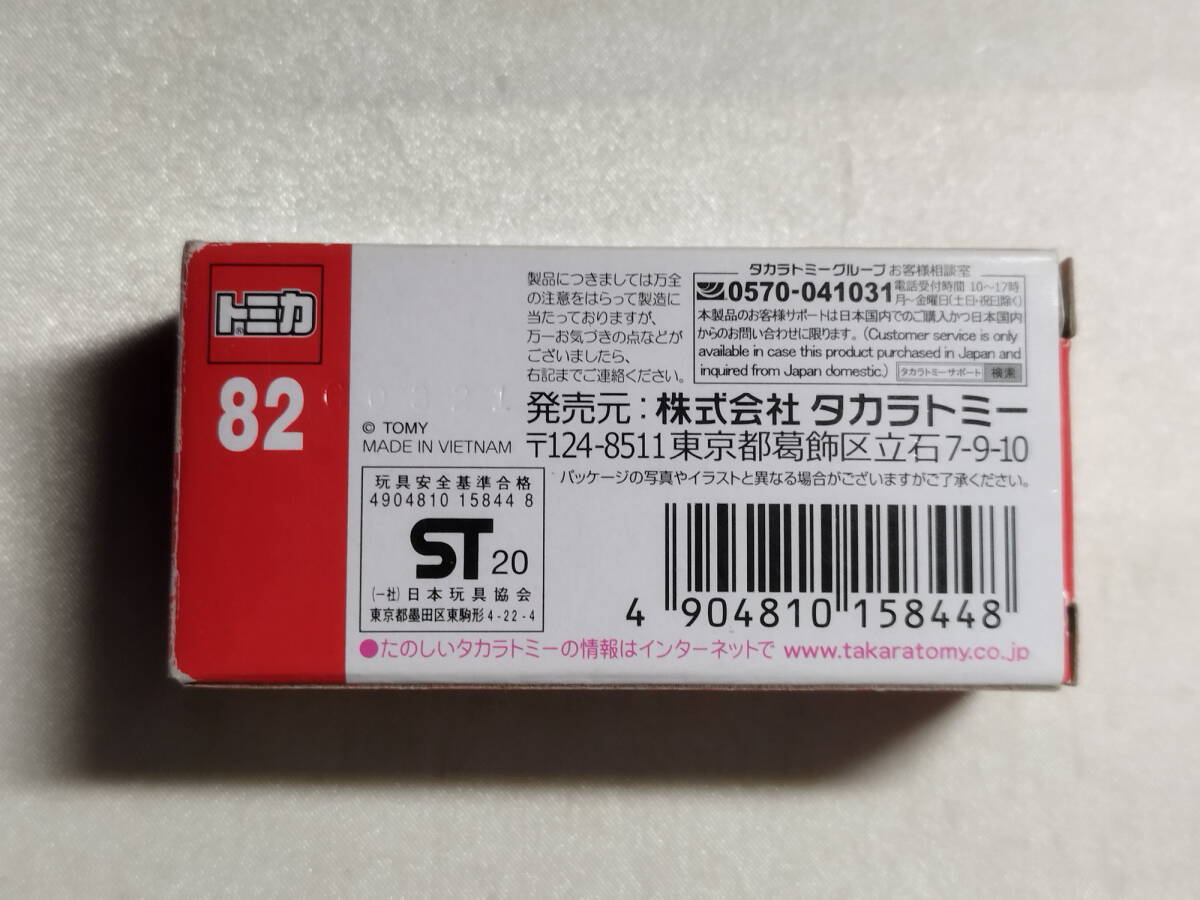 トミカ
®
82
© TOMY
MADE IN VIETNAM
製品につきましては万全
の注意をはらって製造に
当たっておりますが、
万一お気づきの点などが
ございましたら、
右記までご連絡ください。
タカラトミーグループ お客様相談室
0570-041031 電話受付時間 10〜17時
月〜金曜日(土日・祝日除く)
本製品のお客様サポートは日本国内でのご購入かつ日本国内
からのお問い合わせに限ります。(Customer service is only
available in case this product purchased in Japan and
inquired from Japan domestic.) タカラトミーサポート 検索
発売元：株式会社 タカラトミー
〒124-8511 東京都葛飾区立石 7-9-10
パッケージの写真やイラストと異なる場合がございますがご了承ください。
玩具安全基準合格
4904810 15844 8
ST 20
(一社) 日本玩具協会
東京都墨田区東駒形 4-22-4
4 904810 158448
●たのしいタカラトミーの情報はインターネットで www.takaratomy.co.jp